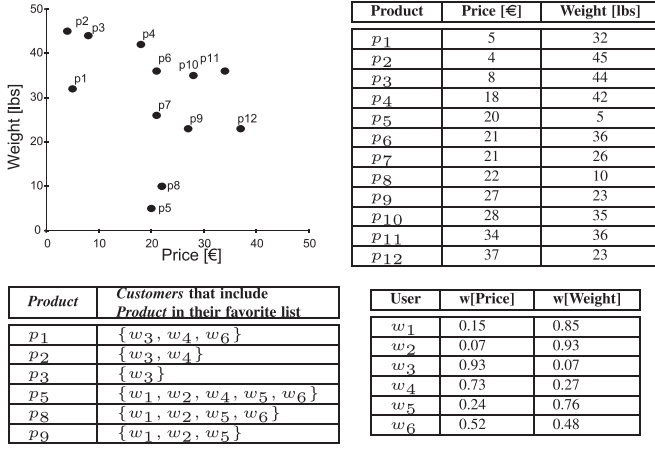 50
40
30
20
10
0
Weight [lbs]
p2
p3
p4
p1
p6
p10
p11
p7
p9
p12
p8
p5
0 10 20 30 40 50
Price [€]
Product Price [€] Weight [lbs]
p1 5 32
p2 4 45
p3 8 44
p4 18 42
p5 20 5
p6 21 36
p7 21 26
p8 22 10
p9 27 23
p10 28 35
p11 34 36
p12 37 23
Product Customers that include
Product in their favorite list
p1 {w3, w4, w6}
p2 {w3, w4}
p3 {w3}
p5 {w1, w2, w4, w5, w6}
p8 {w1, w2, w5, w6}
p9 {w1, w2, w5}
User w[Price] w[Weight]
w1 0.15 0.85
w2 0.07 0.93
w3 0.93 0.07
w4 0.73 0.27
w5 0.24 0.76
w6 0.52 0.48